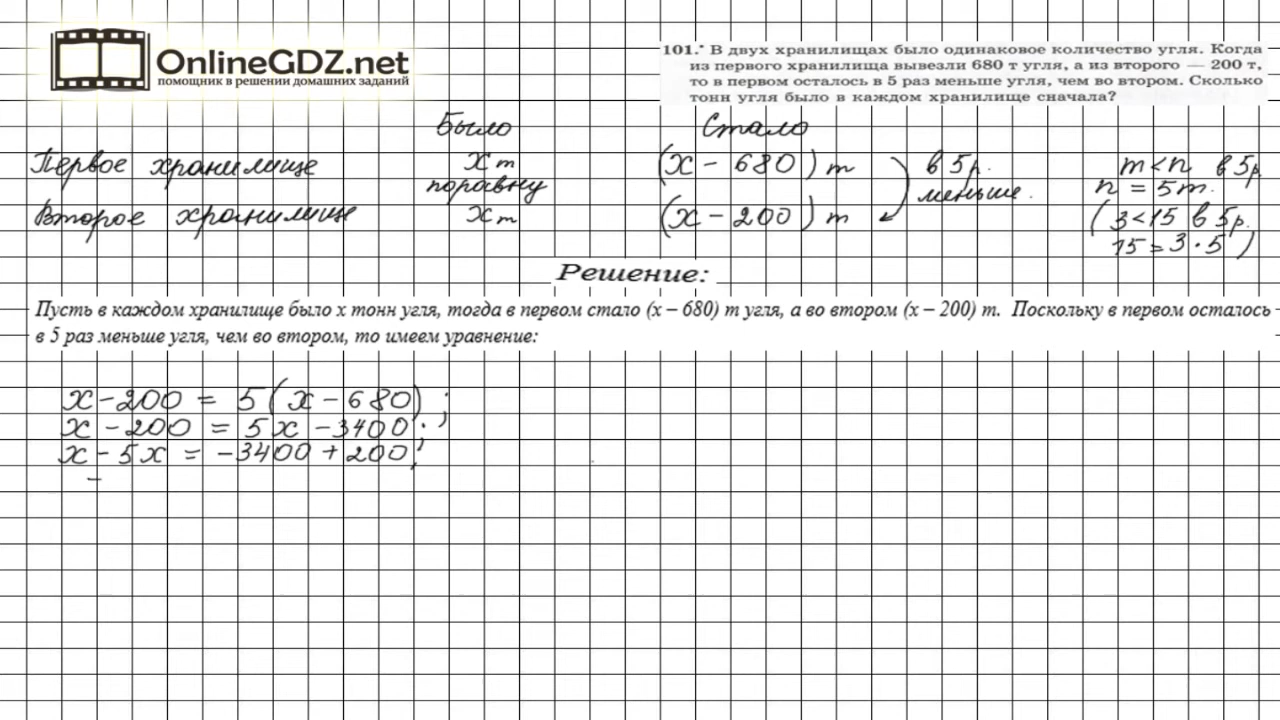 OnlineGDZ.net
помощник в решении домашних заданий
101.• В двух хранилищах было одинаковое количество угля. Когда
из первого хранилища вывезли 680 т угля, а из второго — 200 т,
то в первом осталось в 5 раз меньше угля, чем во втором. Сколько
тонн угля было в каждом хранилище сначала?
Было Стало
Первое хранилище x т (x - 680) т в 5 р. m < n в 5 р.
поравну меньше. n = 5m.
Второе хранилище x т (x - 200) т (3 < 15 в 5 р.
15 = 3 · 5)
Решение:
Пусть в каждом хранилище было x тонн угля, тогда в первом стало (x – 680) т угля, а во втором (x – 200) т. Поскольку в первом осталось
в 5 раз меньше угля, чем во втором, то имеем уравнение:
x - 200 = 5(x - 680);
x - 200 = 5x - 3400;
x - 5x = -3400 + 200;
-